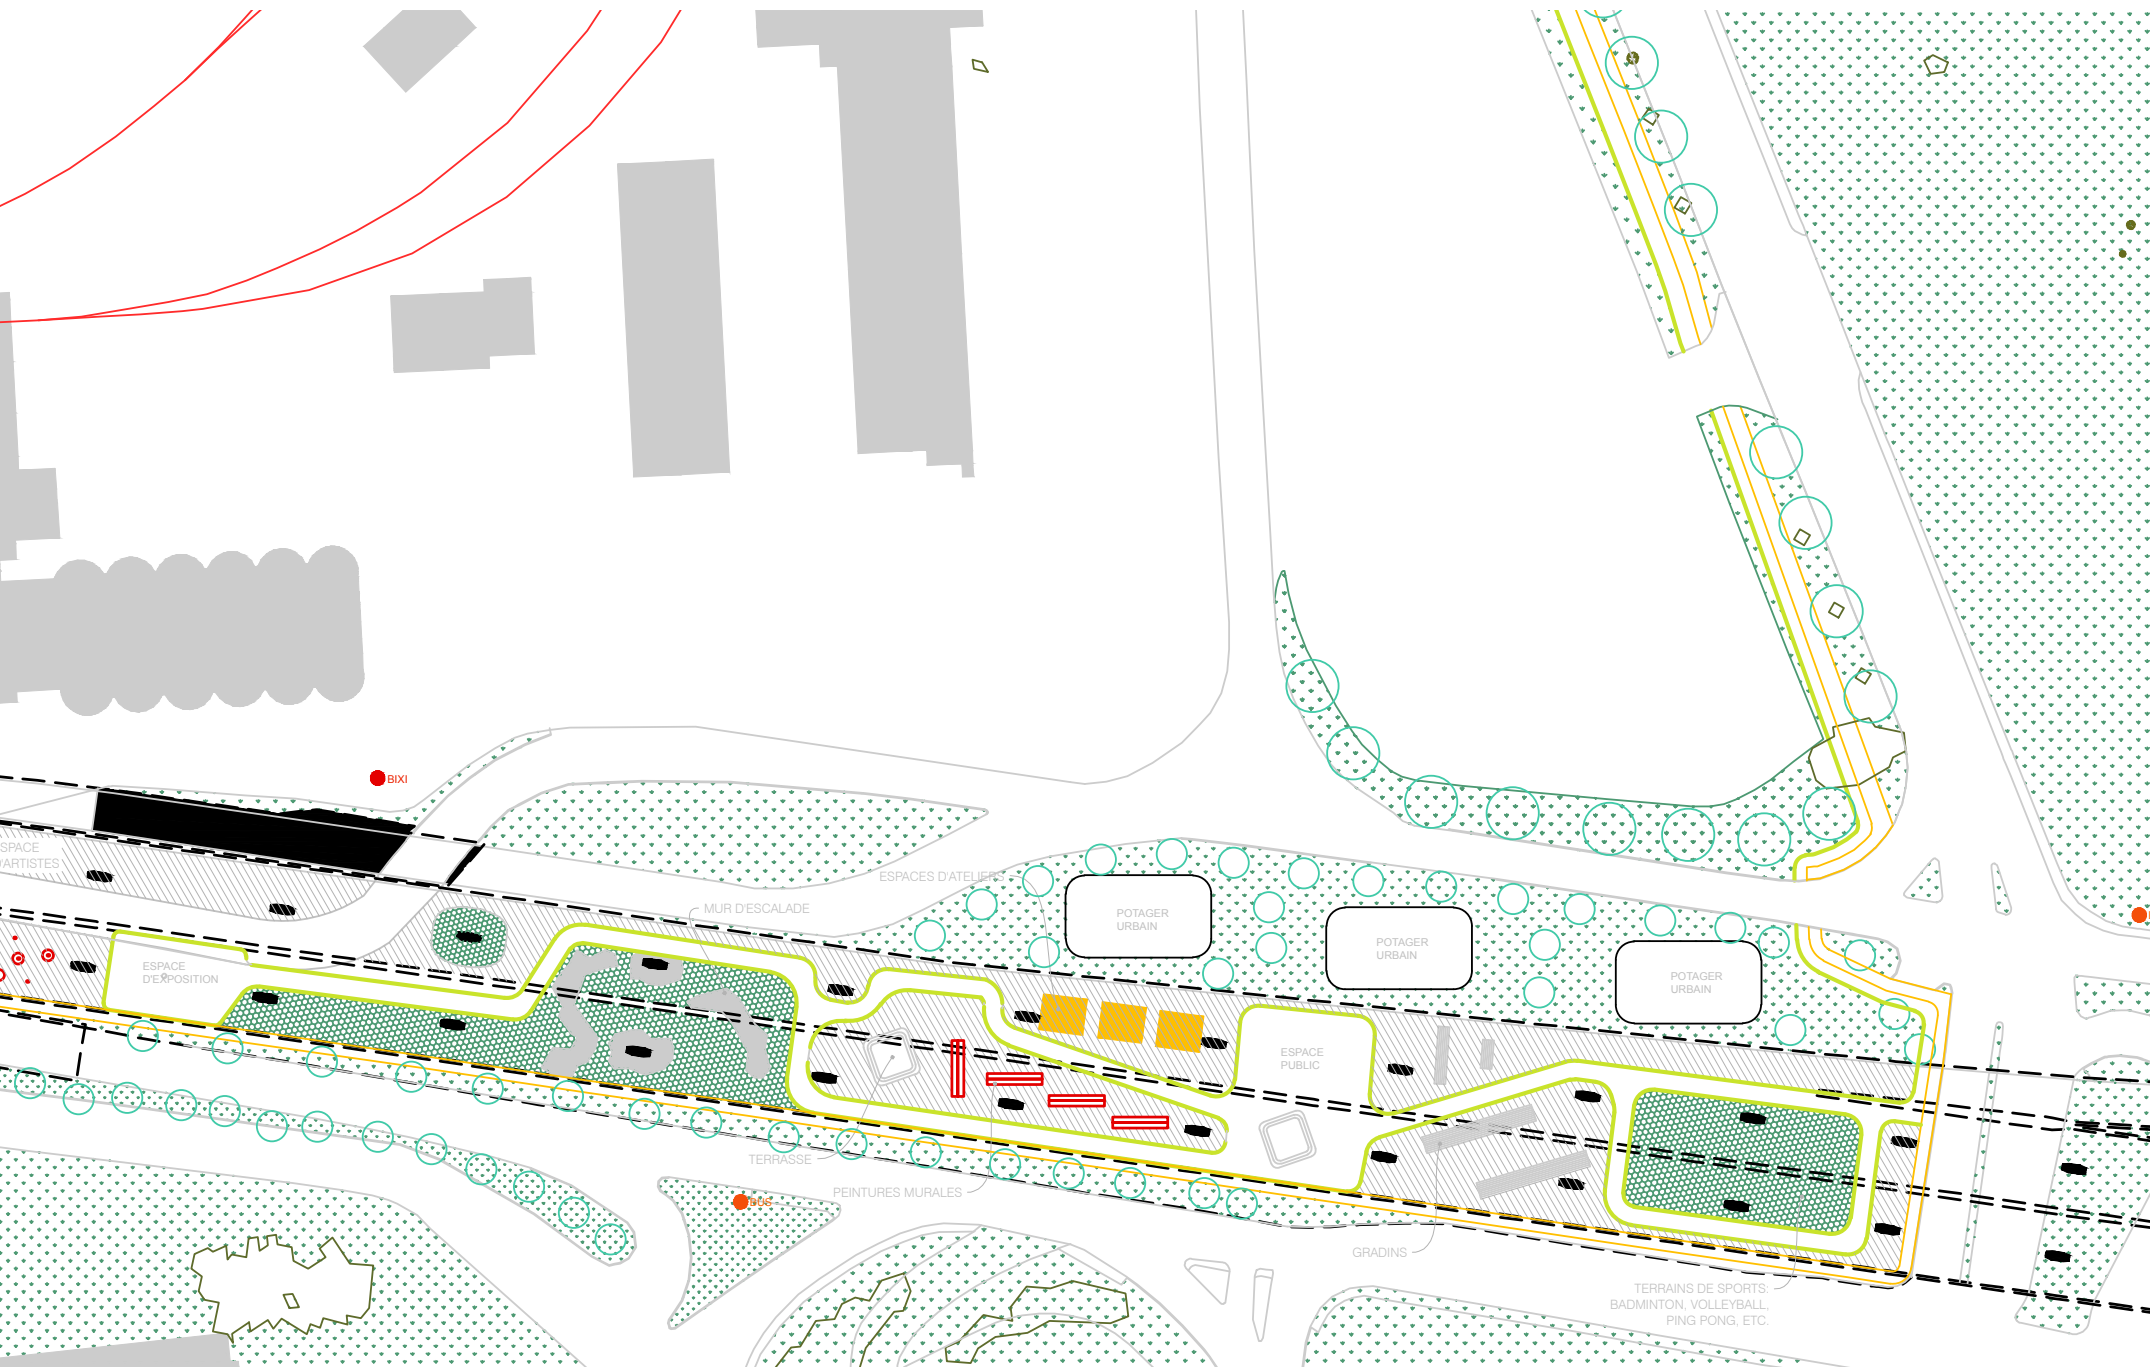 BIXI
SPACE
'ARTISTES
ESPACES D'ATELIERS
MUR D'ESCALADE
POTAGER
URBAIN
POTAGER
URBAIN
POTAGER
URBAIN
ESPACE
D'EXPOSITION
ESPACE
PUBLIC
TERRASSE
PEINTURES MURALES
BUS
GRADINS
TERRAINS DE SPORTS:
BADMINTON, VOLLEYBALL,
PING PONG, ETC.